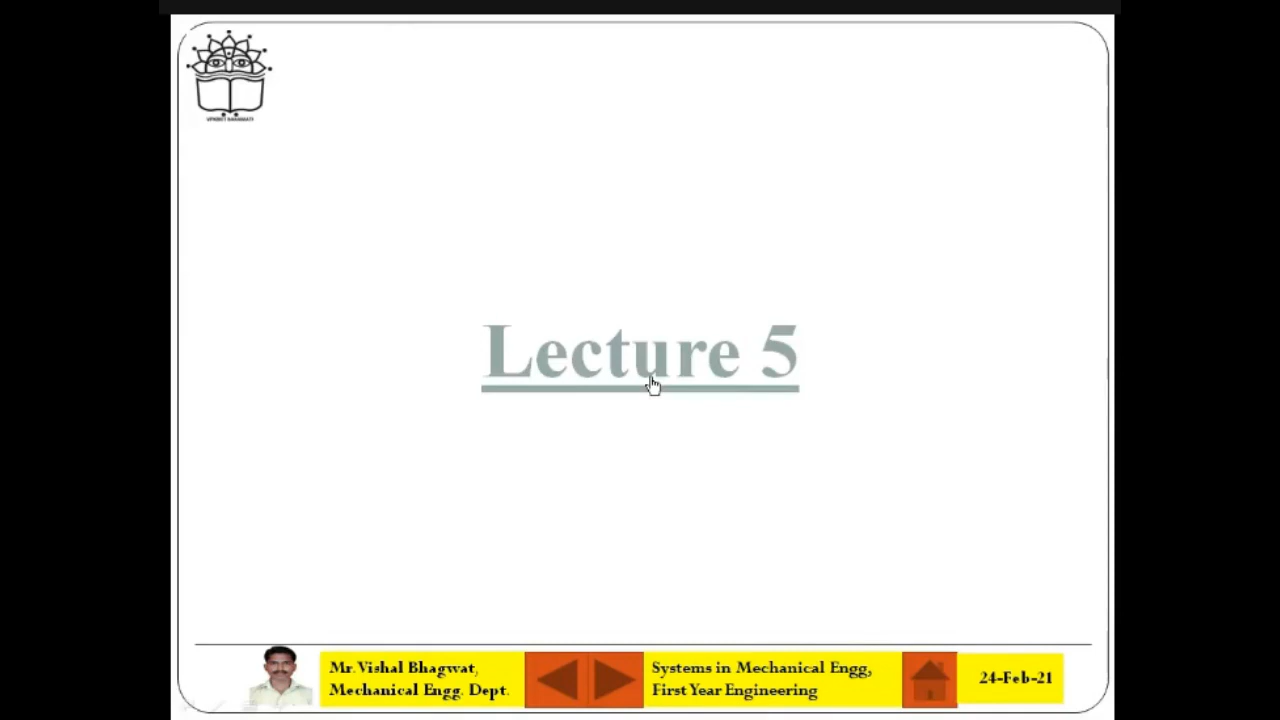 Lecture 5
Mr. Vishal Bhagwat,
Mechanical Engg. Dept.
Systems in Mechanical Engg,
First Year Engineering
24-Feb-21